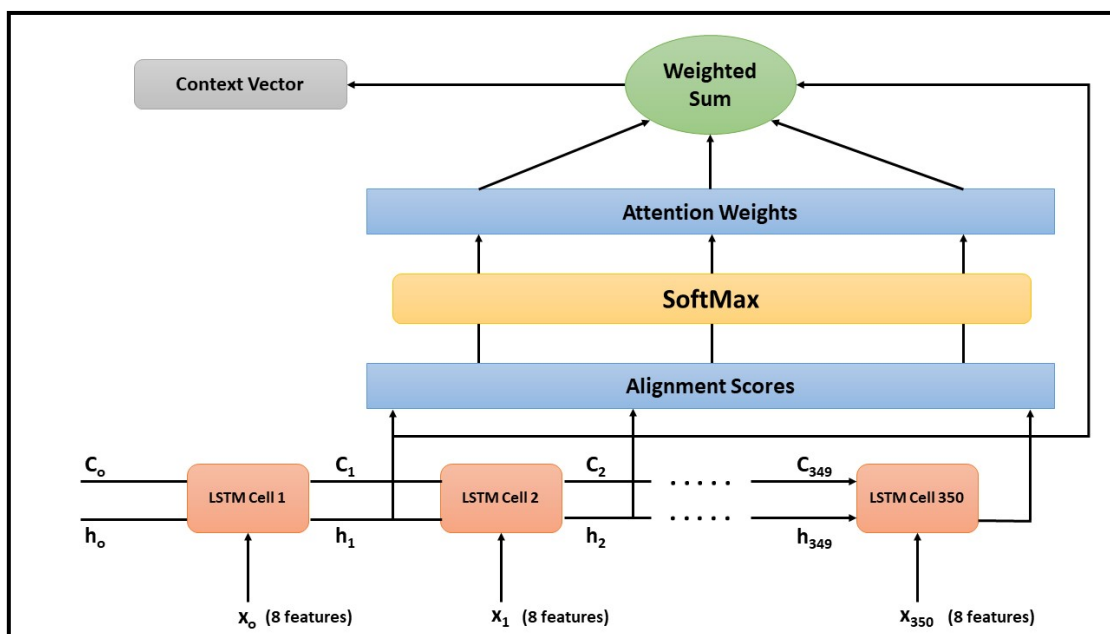 Context Vector
Weighted
Sum
Attention Weights
SoftMax
Alignment Scores
Cₒ
C₁
C₂
C₃₄₉
LSTM Cell 1
LSTM Cell 2
. . . . .
LSTM Cell 350
. . . . .
hₒ
h₁
h₂
h₃₄₉
xₒ (8 features)
x₁ (8 features)
x₃₅₀ (8 features)